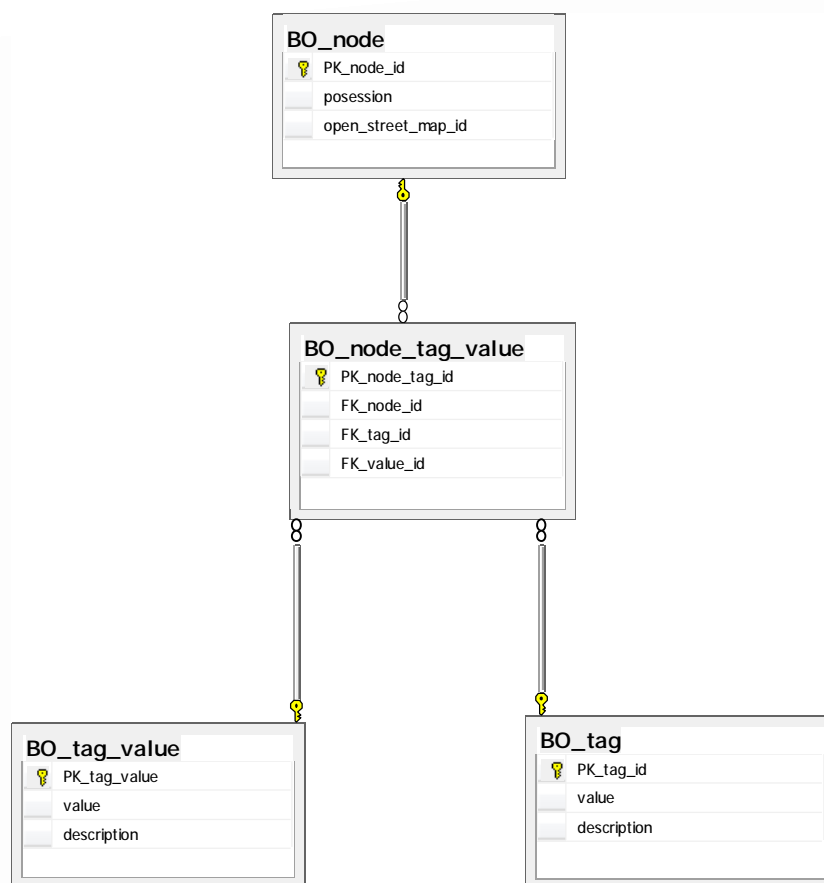 BO_node
PK_node_id
posession
open_street_map_id
BO_node_tag_value
PK_node_tag_id
FK_node_id
FK_tag_id
FK_value_id
BO_tag_value
PK_tag_value
value
description
BO_tag
PK_tag_id
value
description